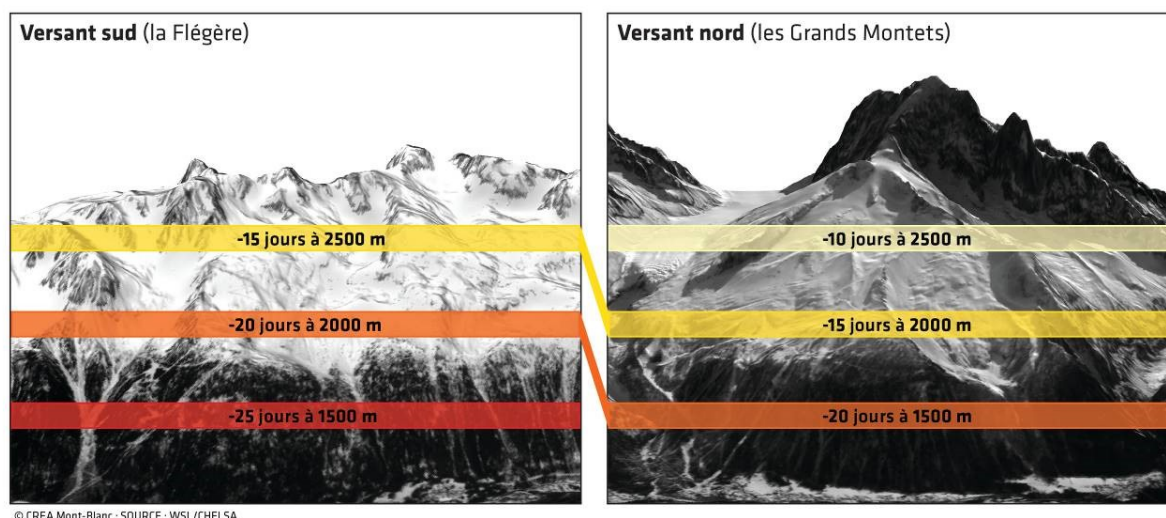 Versant sud (la Flégère)
-15 jours à 2500 m
-20 jours à 2000 m
-25 jours à 1500 m
Versant nord (les Grands Montets)
-10 jours à 2500 m
-15 jours à 2000 m
-20 jours à 1500 m
© CREA Mont-Blanc · SOURCE : WSL/CHELSA